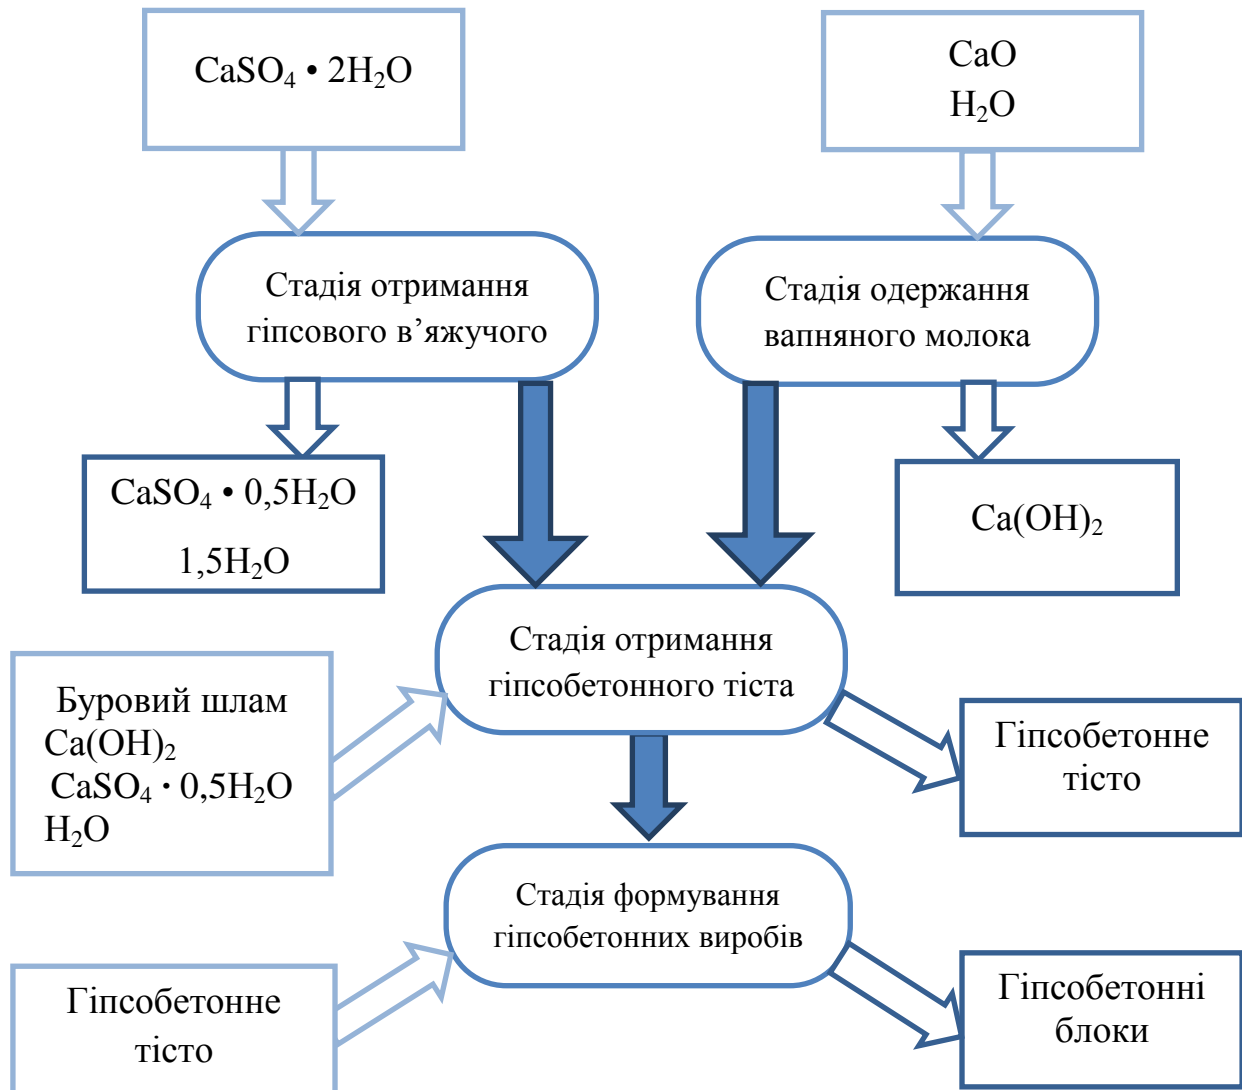 CaSO₄ • 2H₂O
CaO
H₂O
Стадія отримання
гіпсового в’яжучого
Стадія одержання
вапняного молока
CaSO₄ • 0,5H₂O
1,5H₂O
Ca(OH)₂
Стадія отримання
гіпсобетонного тіста
Буровий шлам
Ca(OH)₂
CaSO₄ · 0,5H₂O
H₂O
Гіпсобетонне
тісто
Стадія формування
гіпсобетонних виробів
Гіпсобетонне
тісто
Гіпсобетонні
блоки